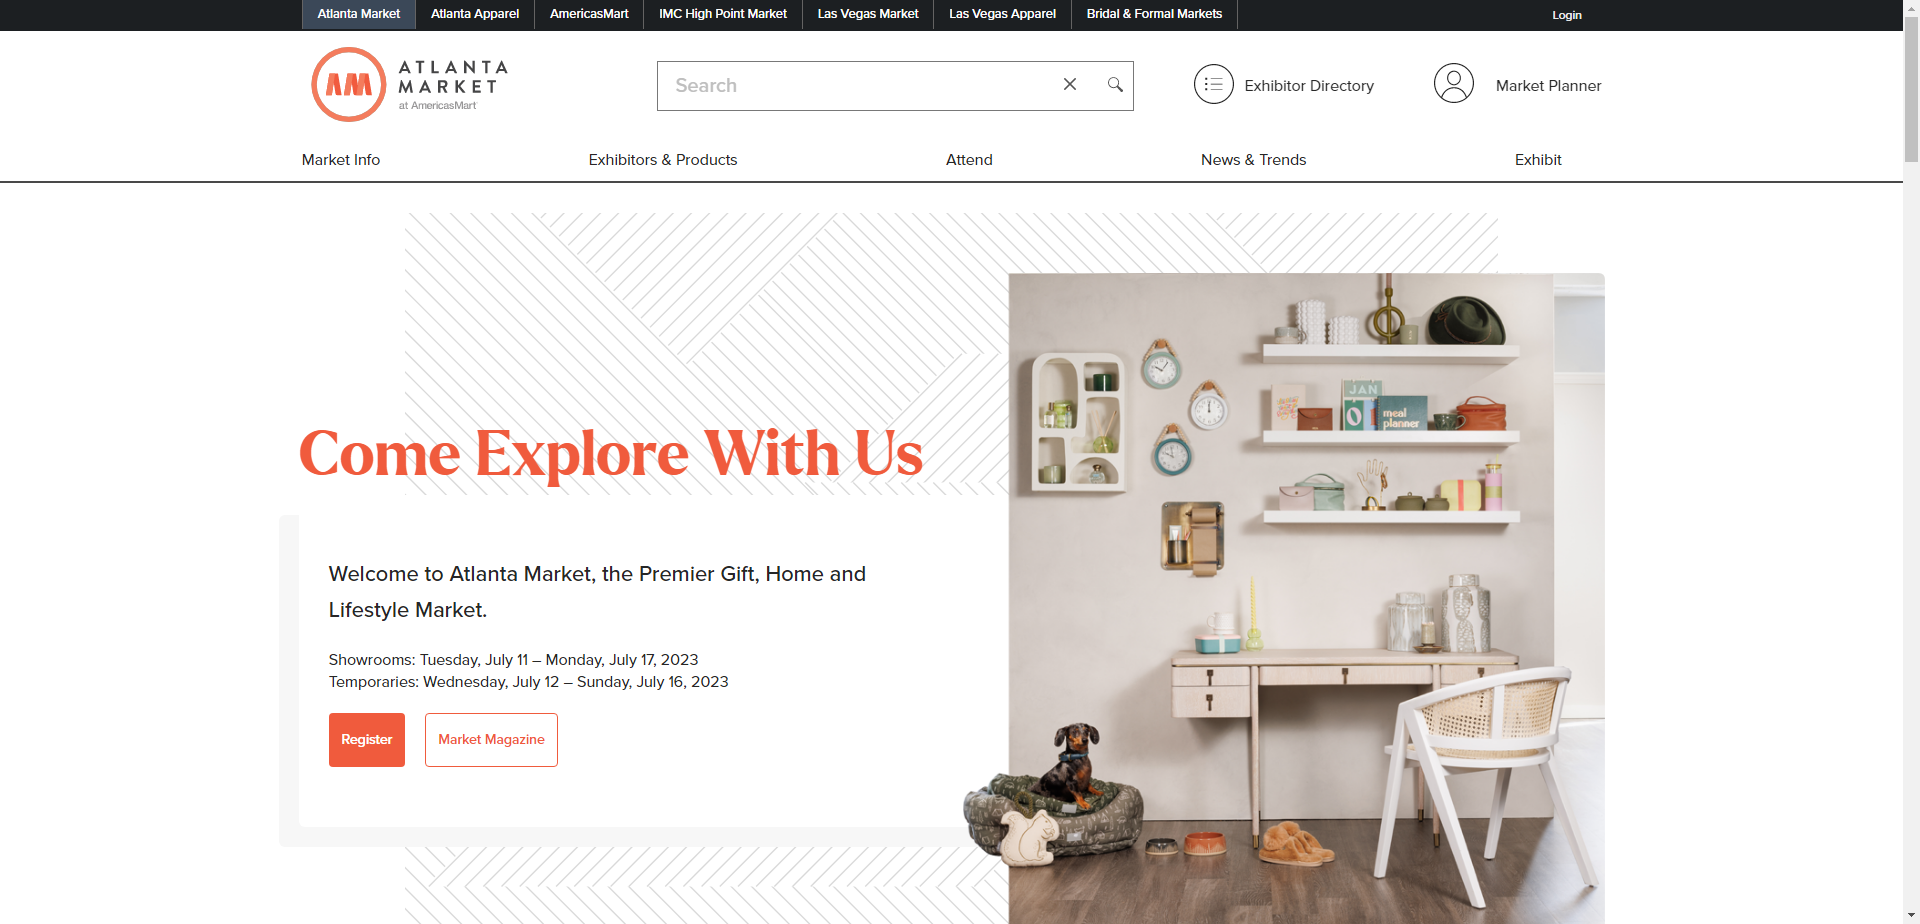 Atlanta Market
Atlanta Apparel
AmericasMart
IMC High Point Market
Las Vegas Market
Las Vegas Apparel
Bridal & Formal Markets
Login
AM
ATLANTA
MARKET
at AmericasMart
Search
Exhibitor Directory
Market Planner
Market Info
Exhibitors & Products
Attend
News & Trends
Exhibit
Come Explore With Us
Welcome to Atlanta Market, the Premier Gift, Home and
Lifestyle Market.
Showrooms: Tuesday, July 11 – Monday, July 17, 2023
Temporaries: Wednesday, July 12 – Sunday, July 16, 2023
Register
Market Magazine
JAN
01
meal
planner